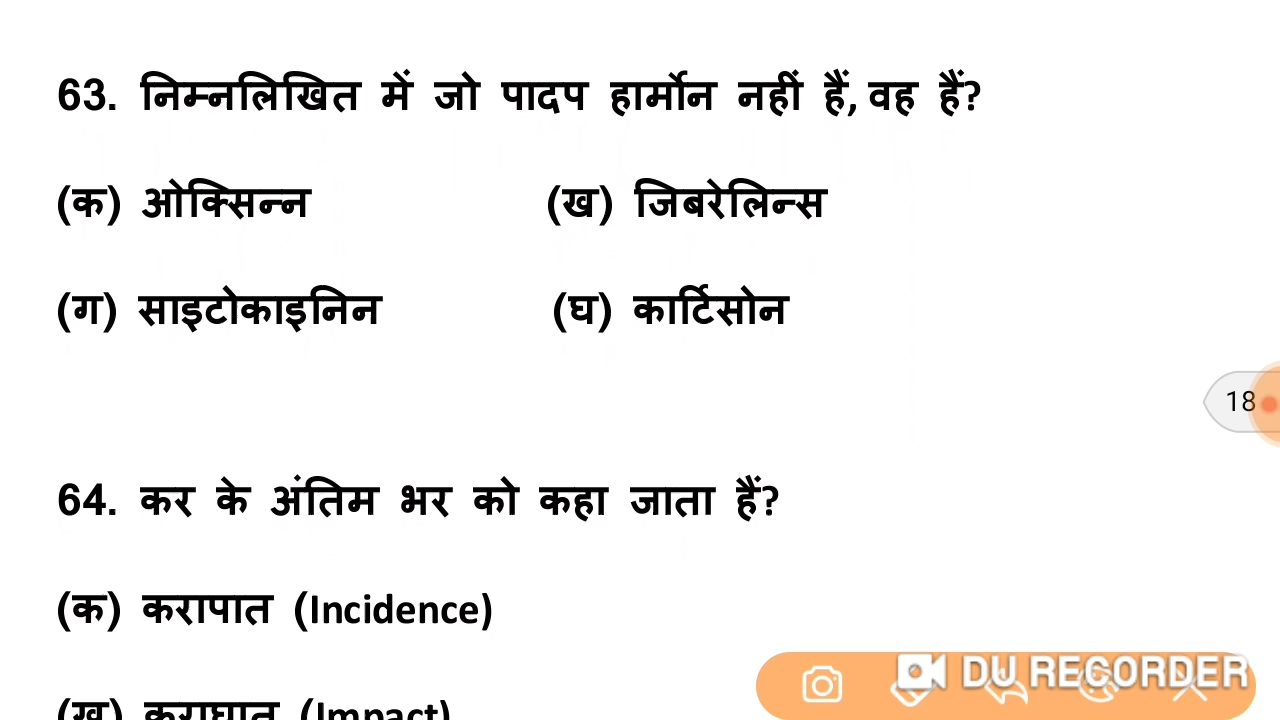 63. निम्नलिखित में जो पादप हार्मोन नहीं हैं, वह हैं?
(क) ओक्सिन्न (ख) जिबरेलिन्स
(ग) साइटोकाइनिन (घ) कार्टिसोन
18
64. कर के अंतिम भर को कहा जाता हैं?
(क) करापात (Incidence)
(ख) कराघात (Impact)
DU RECORDER